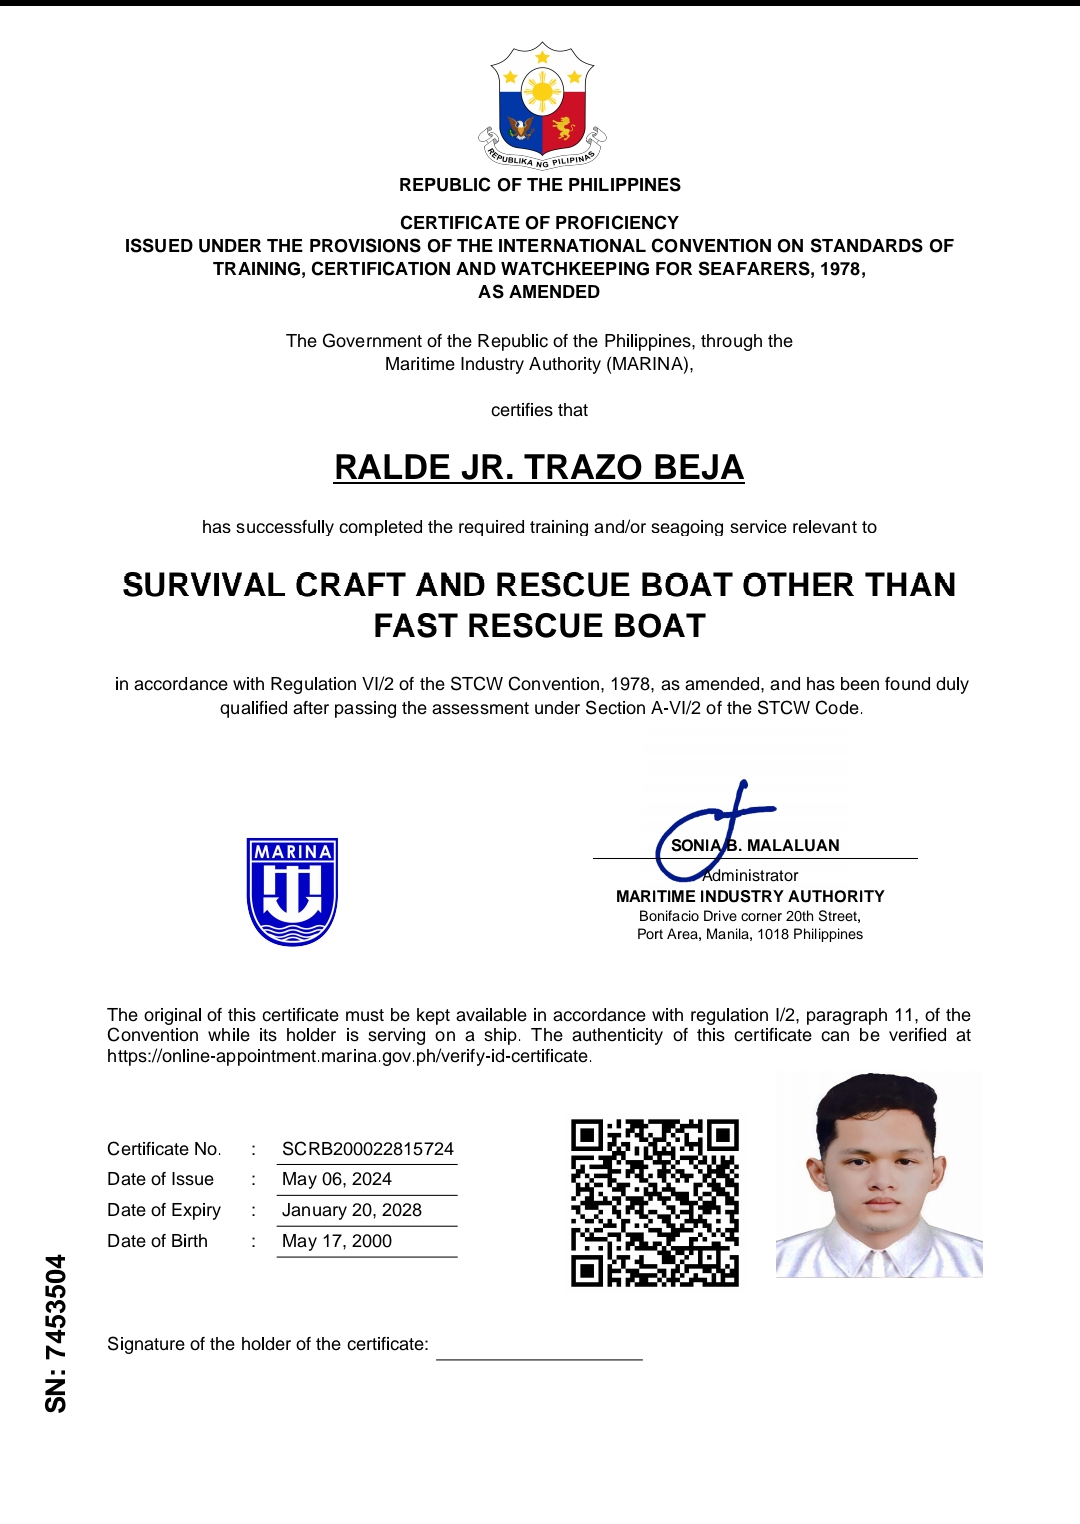 REPUBLIKA NG PILIPINAS
REPUBLIC OF THE PHILIPPINES
CERTIFICATE OF PROFICIENCY
ISSUED UNDER THE PROVISIONS OF THE INTERNATIONAL CONVENTION ON STANDARDS OF
TRAINING, CERTIFICATION AND WATCHKEEPING FOR SEAFARERS, 1978,
AS AMENDED
The Government of the Republic of the Philippines, through the
Maritime Industry Authority (MARINA),
certifies that
RALDE JR. TRAZO BEJA
has successfully completed the required training and/or seagoing service relevant to
SURVIVAL CRAFT AND RESCUE BOAT OTHER THAN
FAST RESCUE BOAT
in accordance with Regulation VI/2 of the STCW Convention, 1978, as amended, and has been found duly
qualified after passing the assessment under Section A-VI/2 of the STCW Code.
MARINA
SONIA B. MALALUAN
Administrator
MARITIME INDUSTRY AUTHORITY
Bonifacio Drive corner 20th Street,
Port Area, Manila, 1018 Philippines
The original of this certificate must be kept available in accordance with regulation I/2, paragraph 11, of the
Convention while its holder is serving on a ship. The authenticity of this certificate can be verified at
https://online-appointment.marina.gov.ph/verify-id-certificate.
Certificate No. : SCRB200022815724
Date of Issue : May 06, 2024
Date of Expiry : January 20, 2028
Date of Birth : May 17, 2000
Signature of the holder of the certificate:
SN: 7453504